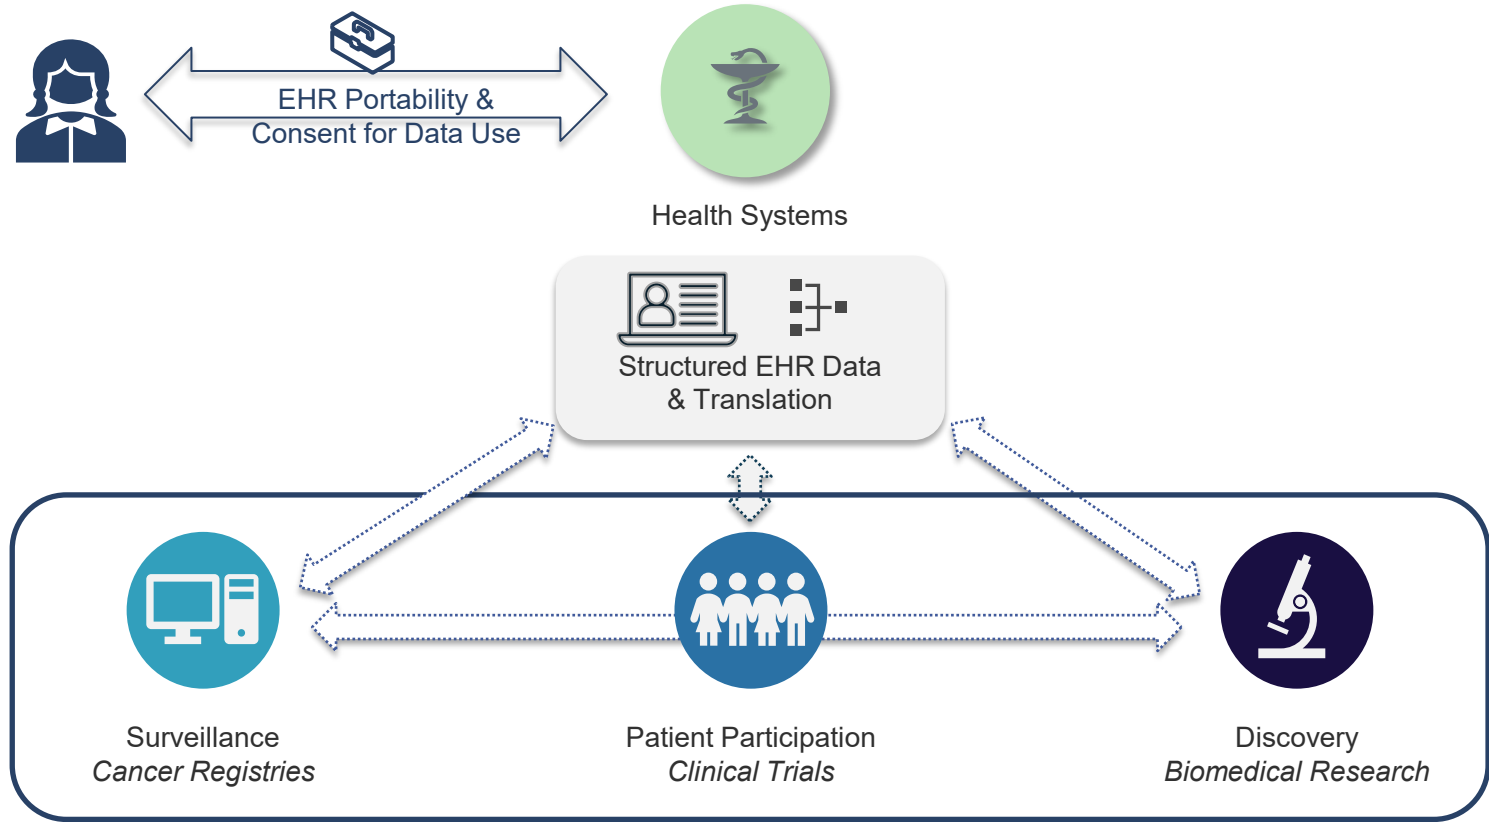 EHR Portability &
Consent for Data Use
Health Systems
Structured EHR Data
& Translation
Surveillance
Cancer Registries
Patient Participation
Clinical Trials
Discovery
Biomedical Research